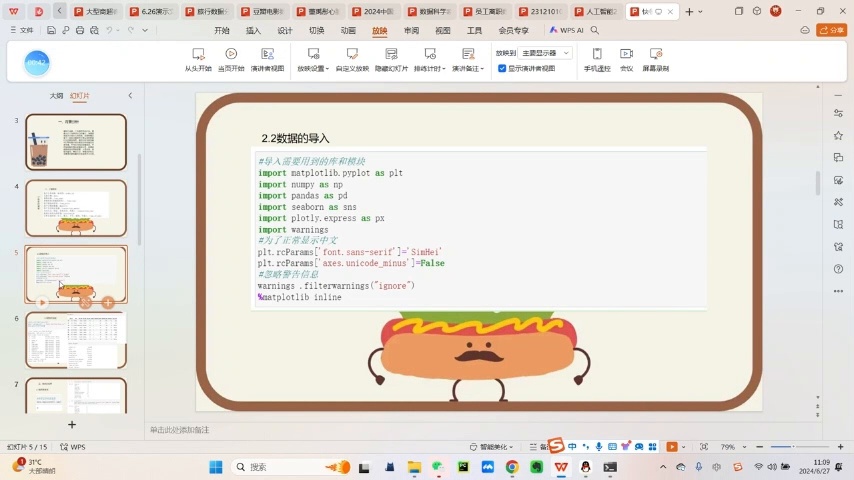 大型商超
6.26演示文
旅行数据分
豆瓣电影
2024中国
数据科学
员工离职
23121010
人工智能
文件
开始
插入
设计
切换
动画
放映
审阅
视图
工具
会员专享
WPS AI
分享
从头开始
当页开始
演讲者视图
放映设置
自定义放映
隐藏幻灯片
排练计时
演讲备注
放映到
主要显示器
显示演讲者视图
手机遥控
会议
屏幕录制
大纲
幻灯片
3
4
5
6
7
2.2数据的导入
#导入需要用到的库和模块
import matplotlib.pyplot as plt
import numpy as np
import pandas as pd
import seaborn as sns
import plotly.express as px
import warnings
#为了正常显示中文
plt.rcParams['font.sans-serif']='SimHei'
plt.rcParams['axes.unicode_minus']=False
#忽略警告信息
warnings .filterwarnings("ignore")
%matplotlib inline
单击此处添加备注
幻灯片 5 / 15
WPS
智能美化
中
79%
31°C
大部晴朗
搜索
11:09
2024/6/27